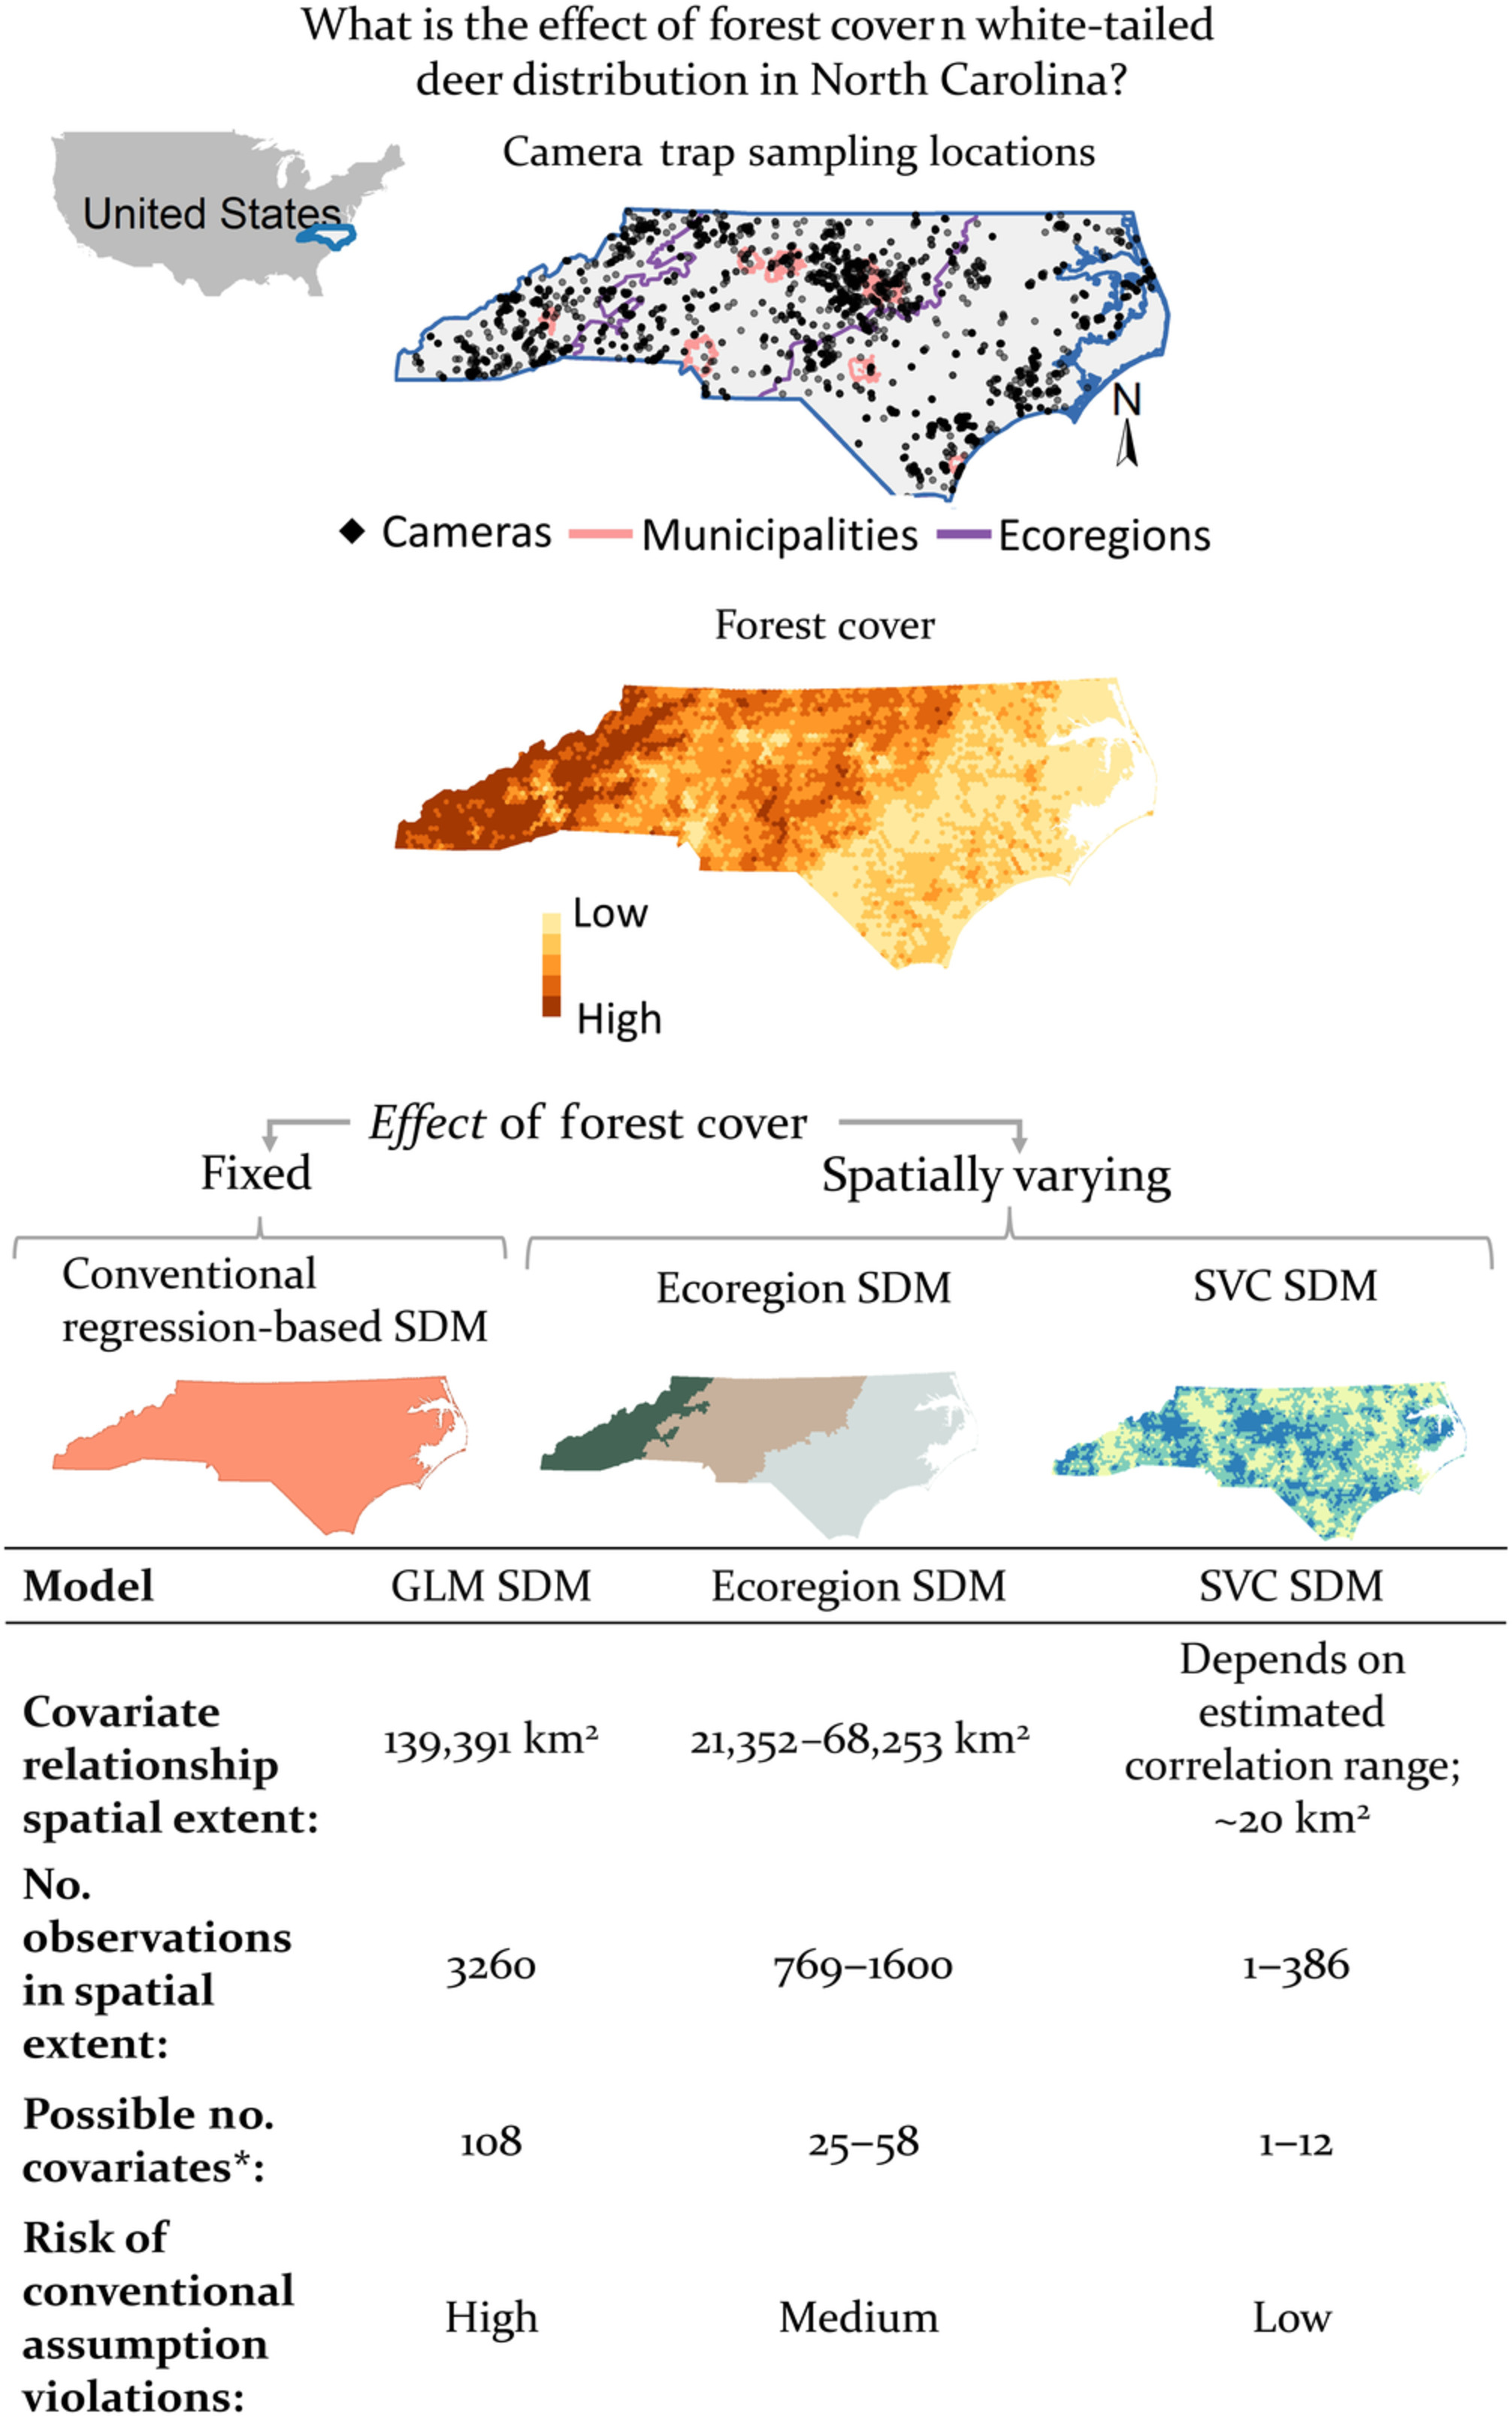 What is the effect of forest cover n white-tailed
deer distribution in North Carolina?
Camera trap sampling locations
United States
N
Cameras Municipalities Ecoregions
Forest cover
Low
High
Effect of forest cover
Fixed
Spatially varying
Conventional
regression-based SDM
Ecoregion SDM
SVC SDM
Model GLM SDM Ecoregion SDM SVC SDM
Covariate
relationship
spatial extent:
139,391 km²
21,352–68,253 km²
Depends on
estimated
correlation range;
~20 km²
No.
observations
in spatial
extent:
3260
769–1600
1–386
Possible no.
covariates*:
108
25–58
1–12
Risk of
conventional
assumption
violations:
High
Medium
Low